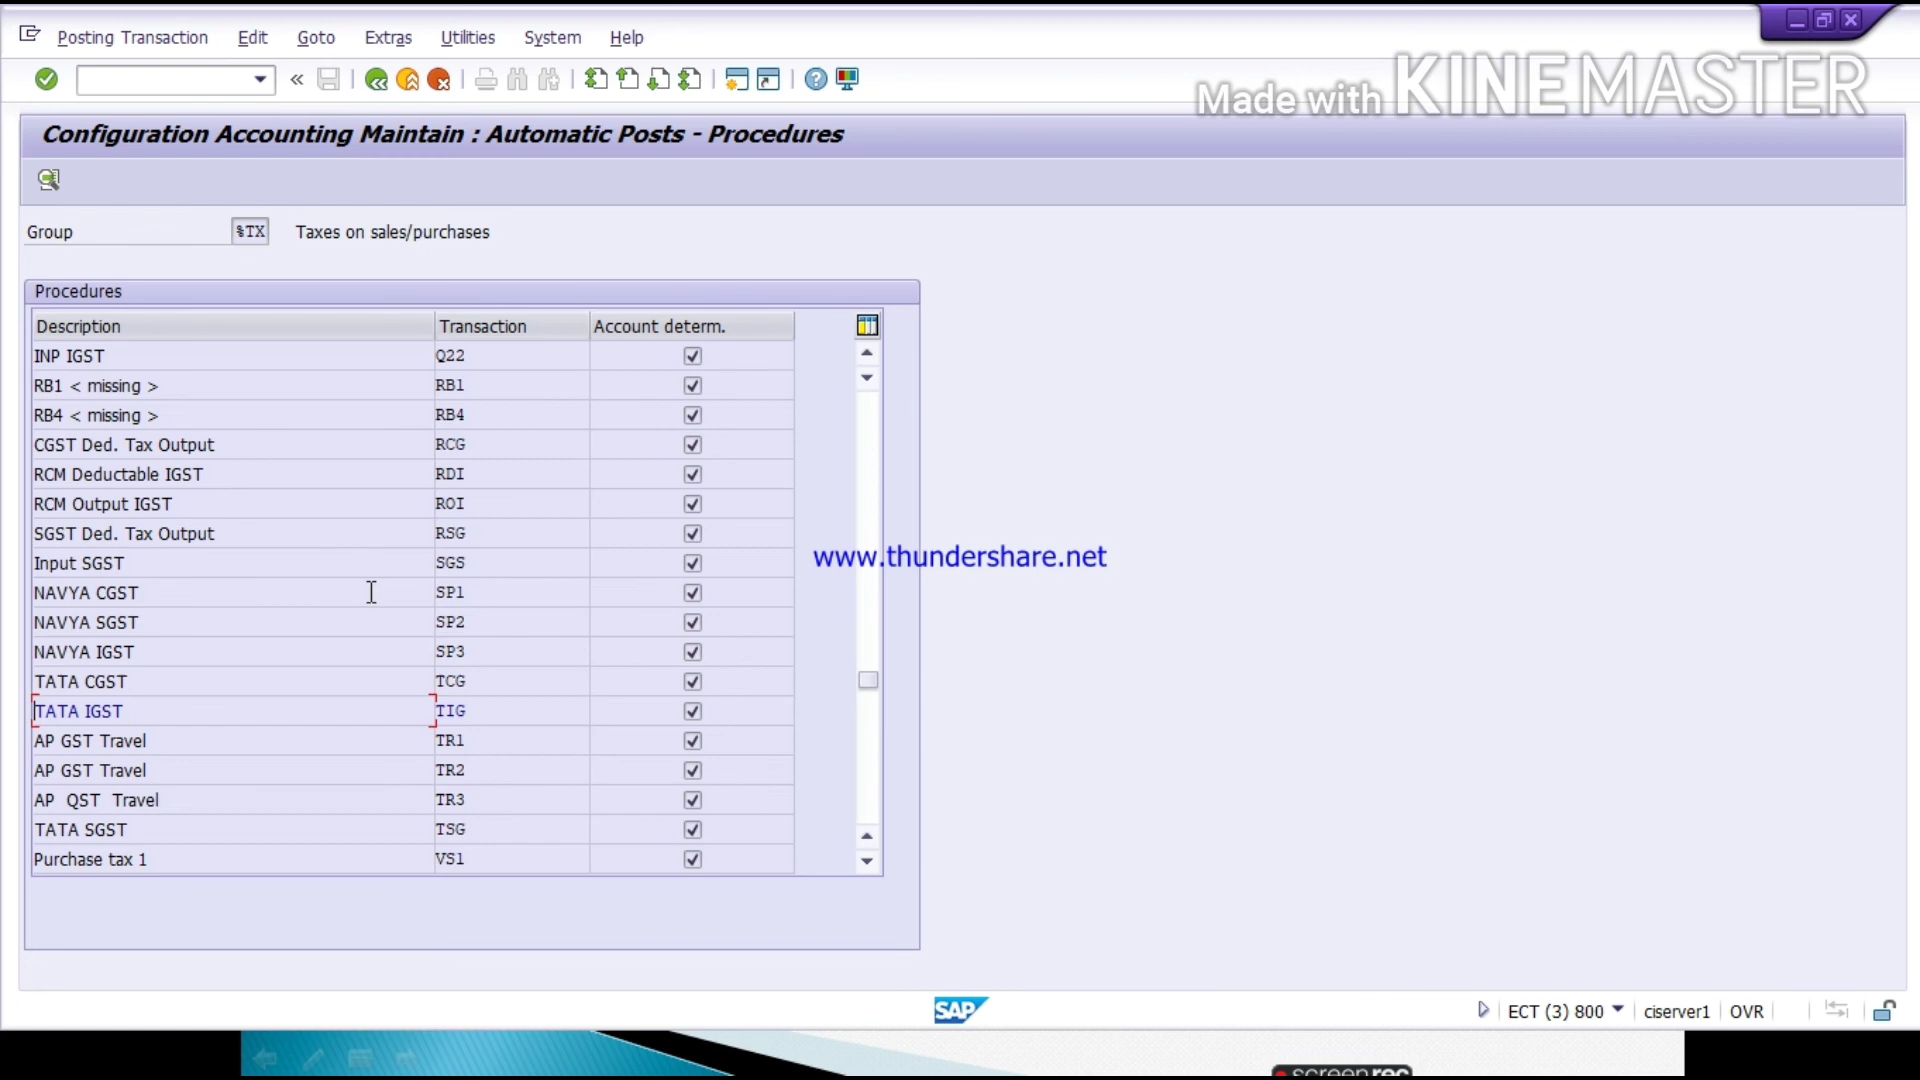 Posting Transaction Edit Goto Extras Utilities System Help
Made with KINEMASTER
Configuration Accounting Maintain : Automatic Posts - Procedures
Group %TX Taxes on sales/purchases
Procedures
Description Transaction Account determ.
INP IGST Q22
RB1 < missing > RB1
RB4 < missing > RB4
CGST Ded. Tax Output RCG
RCM Deductable IGST RDI
RCM Output IGST ROI
SGST Ded. Tax Output RSG
Input SGST SGS
www.thundershare.net
NAVYA CGST SP1
NAVYA SGST SP2
NAVYA IGST SP3
TATA CGST TCG
TATA IGST TIG
AP GST Travel TR1
AP GST Travel TR2
AP QST Travel TR3
TATA SGST TSG
Purchase tax 1 VS1
SAP ECT (3) 800 ciserver1 OVR
screenrec